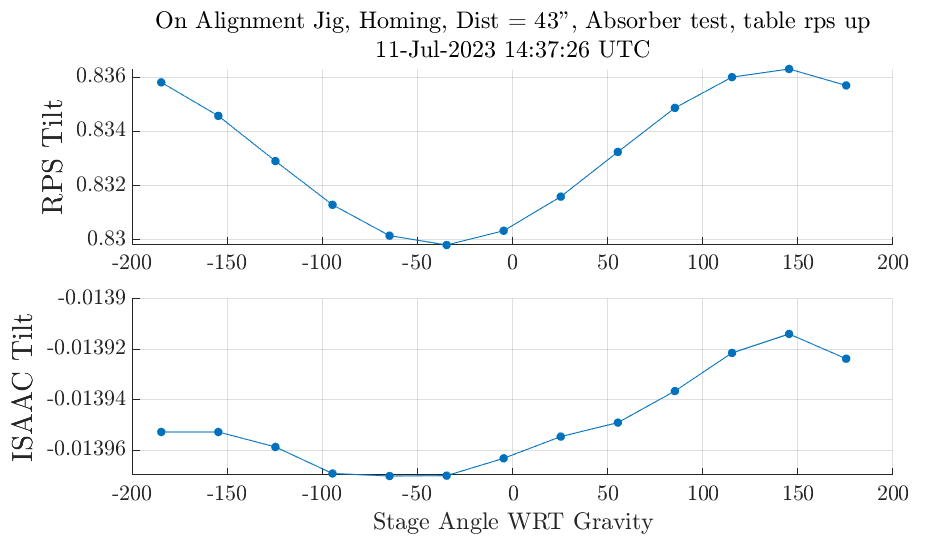 On Alignment Jig, Homing, Dist = 43”, Absorber test, table rps up
11-Jul-2023 14:37:26 UTC
RPS Tilt
0.836
0.834
0.832
0.83
-200 -150 -100 -50 0 50 100 150 200
ISAAC Tilt
-0.0139
-0.01392
-0.01394
-0.01396
-200 -150 -100 -50 0 50 100 150 200
Stage Angle WRT Gravity